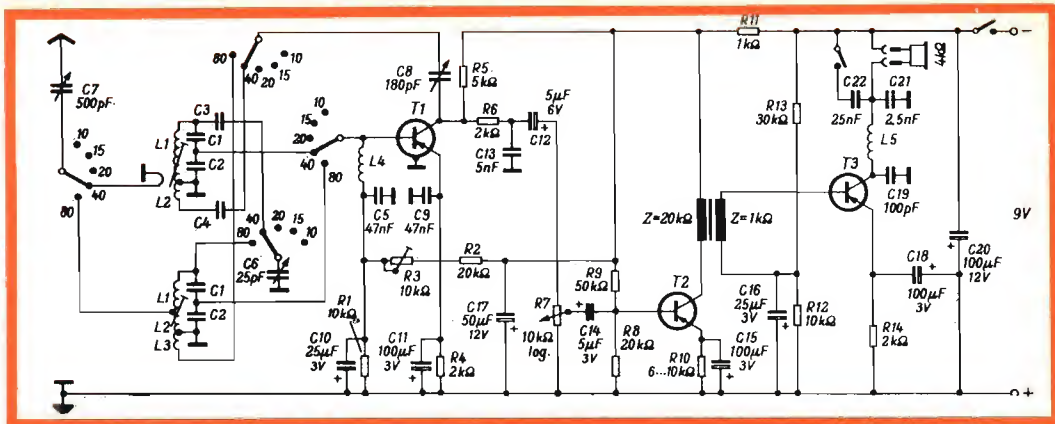 C7
500pF
10
15
20
40
80
C3
L1
C1
C2
L2
C4
L1
C1
L2
C2
L3
80
40
20
15
10
80
40
20
15
10
C6
25pF
10
15
20
40
80
C8
180pF
R5
5kΩ
T1
L4
C5
47nF
C9
47nF
R6
2kΩ
C13
5nF
5µF
6V
C12
+
R3
10kΩ
R2
20kΩ
R1
10kΩ
C10
25µF
3V
+
C11
100µF
3V
+
R4
2kΩ
C17
50µF
12V
+
R7
10kΩ
log.
C14
5µF
3V
+
R9
50kΩ
R8
20kΩ
T2
R10
6...10kΩ
C15
100µF
3V
+
Z=20kΩ
Z=1kΩ
R11
1kΩ
R13
30kΩ
C16
25µF
3V
+
R12
10kΩ
C22
25nF
C21
2,5nF
4kΩ
L5
T3
C19
100pF
C18
100µF
3V
+
R14
2kΩ
C20
100µF
12V
+
9V
−
+